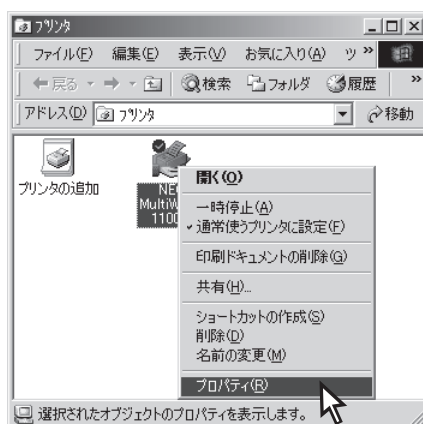 プリンタ
ファイル(F) 編集(E) 表示(V) お気に入り(A) ツ »
戻る 検索 フォルダ 履歴 »
アドレス(D) プリンタ 移動
プリンタの追加
NEC
MultiW
1100
開く(O)
一時停止(A)
通常使うプリンタに設定(F)
印刷ドキュメントの削除(G)
共有(H)...
ショートカットの作成(S)
削除(D)
名前の変更(M)
プロパティ(R)
選択されたオブジェクトのプロパティを表示します。